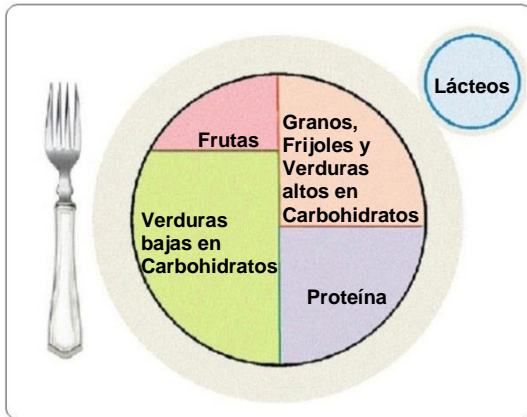 Lácteos
Frutas
Granos,
Frijoles y
Verduras
altos en
Carbohidratos
Verduras
bajas en
Carbohidratos
Proteína